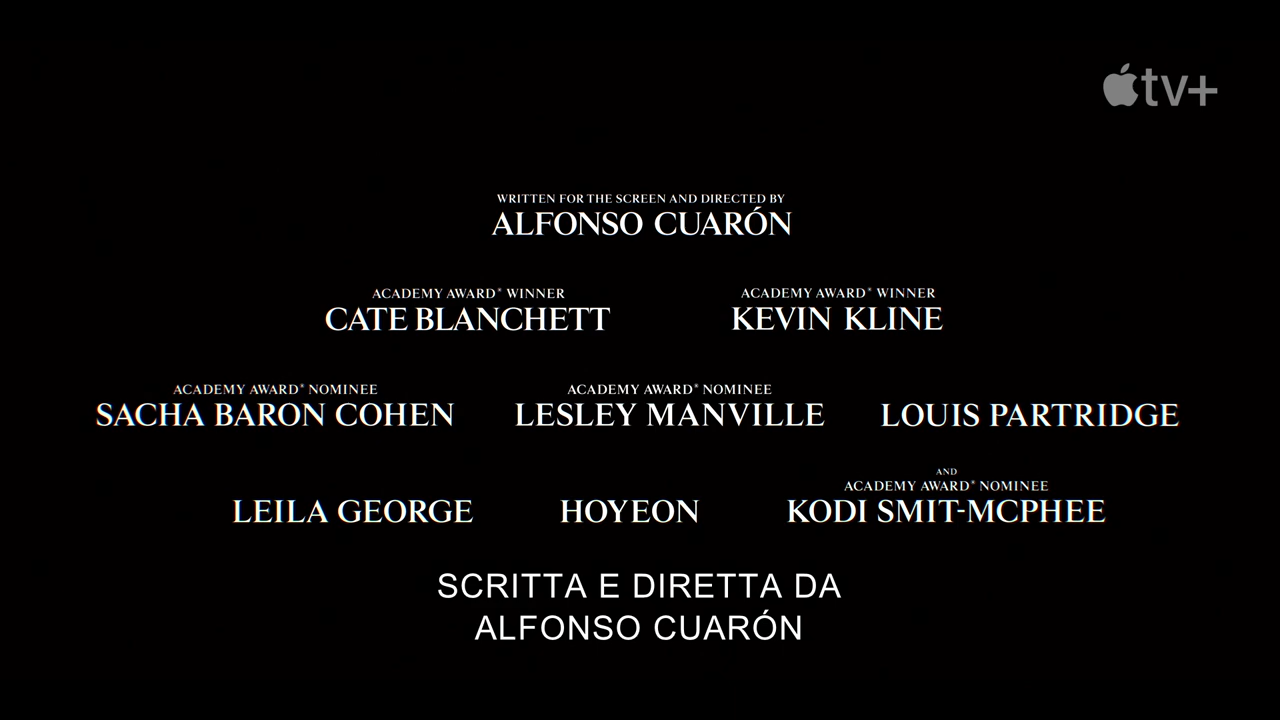 tv+
WRITTEN FOR THE SCREEN AND DIRECTED BY
ALFONSO CUARÓN
ACADEMY AWARD® WINNER
CATE BLANCHETT
ACADEMY AWARD® WINNER
KEVIN KLINE
ACADEMY AWARD® NOMINEE
SACHA BARON COHEN
ACADEMY AWARD® NOMINEE
LESLEY MANVILLE
LOUIS PARTRIDGE
LEILA GEORGE
HOYEON
AND
ACADEMY AWARD® NOMINEE
KODI SMIT-MCPHEE
SCRITTA E DIRETTA DA
ALFONSO CUARÓN